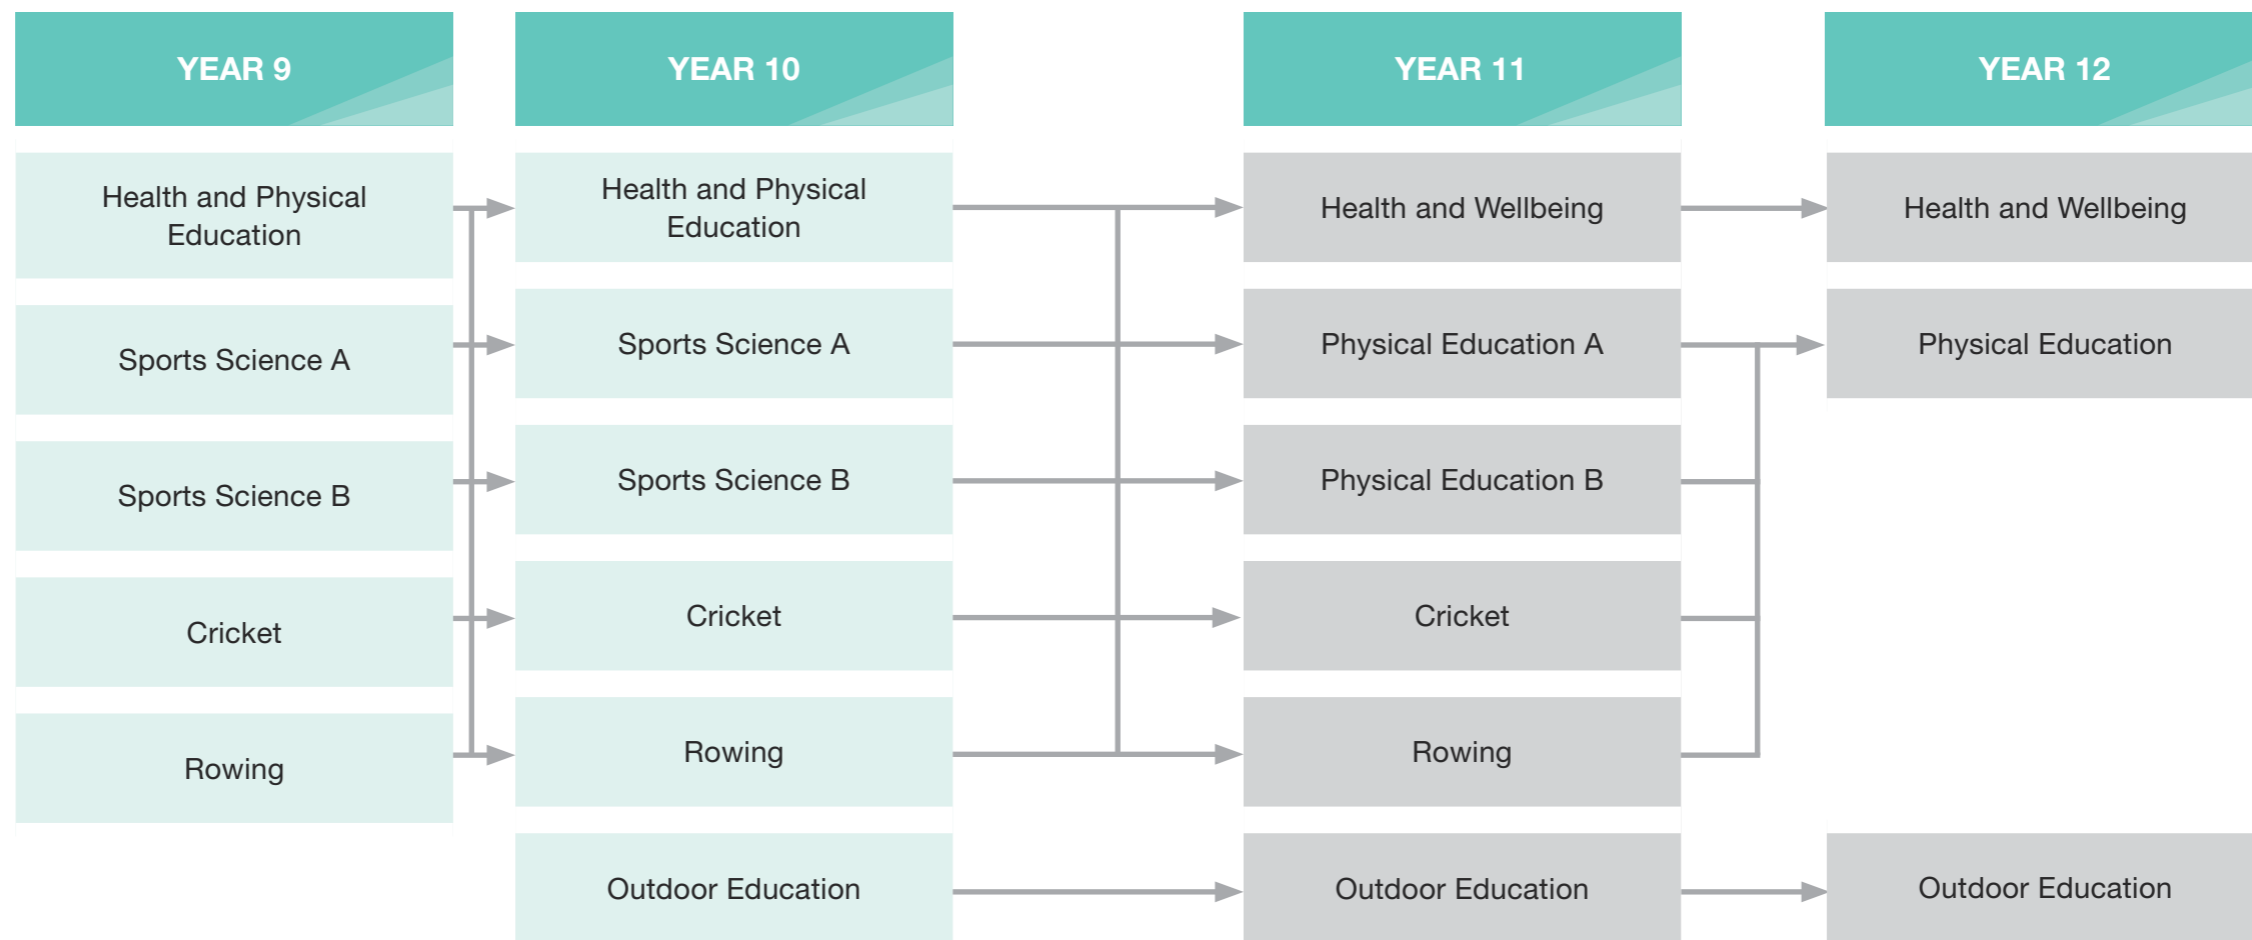 YEAR 9
Health and Physical
Education
Sports Science A
Sports Science B
Cricket
Rowing
YEAR 10
Health and Physical
Education
Sports Science A
Sports Science B
Cricket
Rowing
Outdoor Education
YEAR 11
Health and Wellbeing
Physical Education A
Physical Education B
Cricket
Rowing
Outdoor Education
YEAR 12
Health and Wellbeing
Physical Education
Outdoor Education